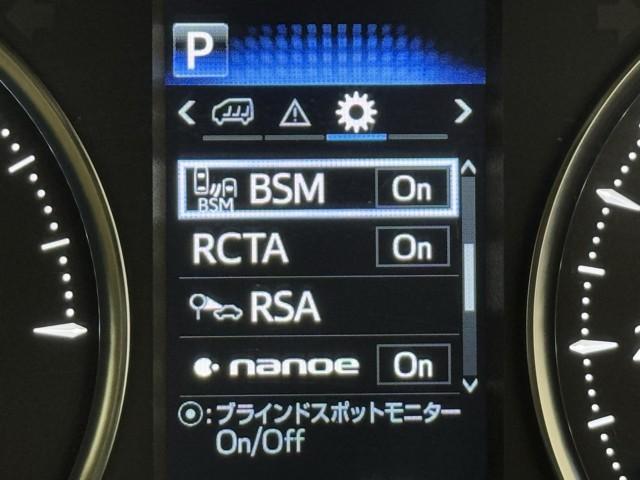 P
BSM BSM On
RCTA On
RSA
nanoe On
⦿:ブラインドスポットモニター
On/Off